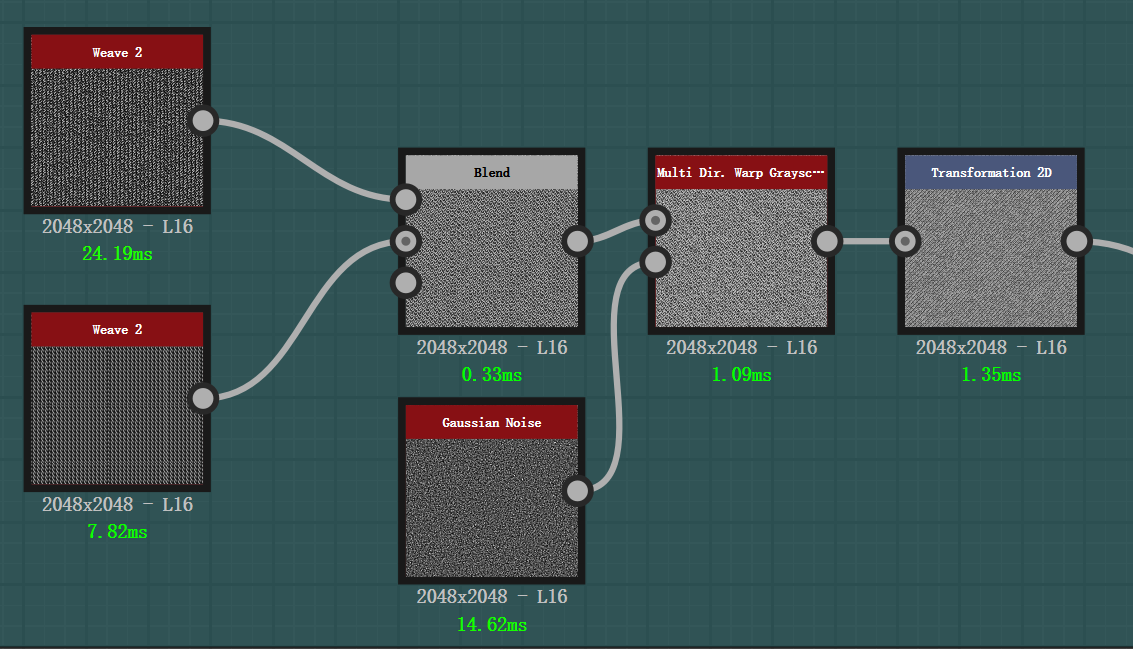 Weave 2
2048x2048 - L16
24.19ms
Weave 2
2048x2048 - L16
7.82ms
Blend
2048x2048 - L16
0.33ms
Gaussian Noise
2048x2048 - L16
14.62ms
Multi Dir. Warp Graysc…
2048x2048 - L16
1.09ms
Transformation 2D
2048x2048 - L16
1.35ms